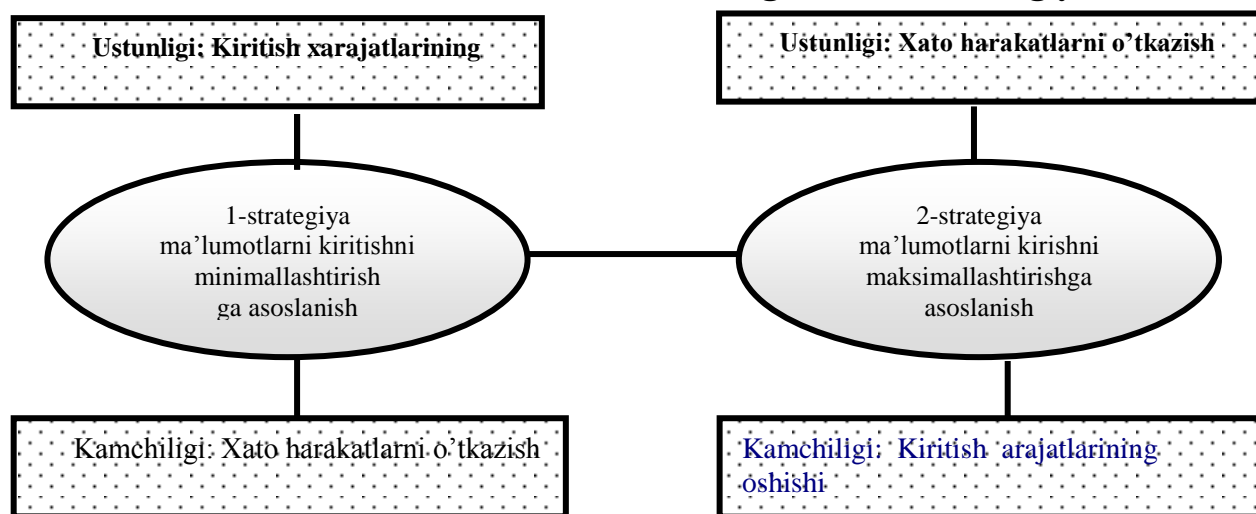 Ustunligi: Kiritish xarajatlarining
Ustunligi: Xato harakatlarni o’tkazish
1-strategiya
ma’lumotlarni kiritishni
minimallashtirish
ga asoslanish
2-strategiya
ma’lumotlarni kirishni
maksimallashtirishga
asoslanish
Kamchiligi: Xato harakatlarni o’tkazish
Kamchiligi: Kiritish arajatlarining
oshishi